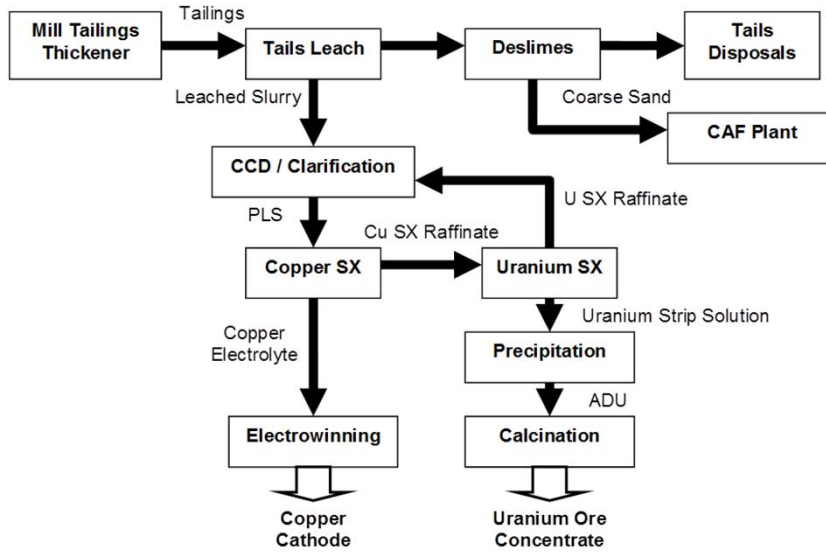 Tailings
Mill Tailings
Thickener
Tails Leach
Deslimes
Tails
Disposals
Leached Slurry
Coarse Sand
CAF Plant
CCD / Clarification
U SX Raffinate
PLS
Cu SX Raffinate
Copper SX
Uranium SX
Uranium Strip Solution
Copper
Electrolyte
Precipitation
ADU
Electrowinning
Calcination
Copper
Cathode
Uranium Ore
Concentrate